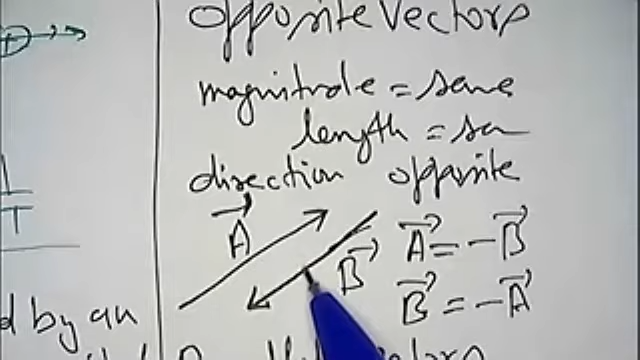 opposite vectors
magnitude = same
length = sa
direction opposite
A⃗ A⃗ = -B⃗
B⃗ B⃗ = -A⃗
d by an